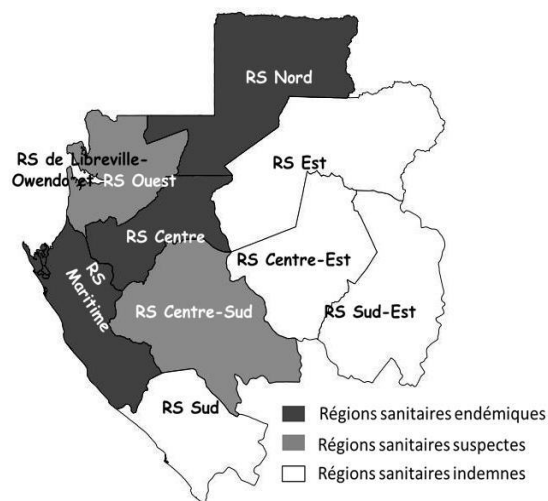 RS Nord
RS Est
RS de Libreville-
Owendo et RS Ouest
RS Centre
RS Centre-Est
RS Maritime
RS Centre-Sud
RS Sud-Est
RS Sud
Régions sanitaires endémiques
Régions sanitaires suspectes
Régions sanitaires indemnes